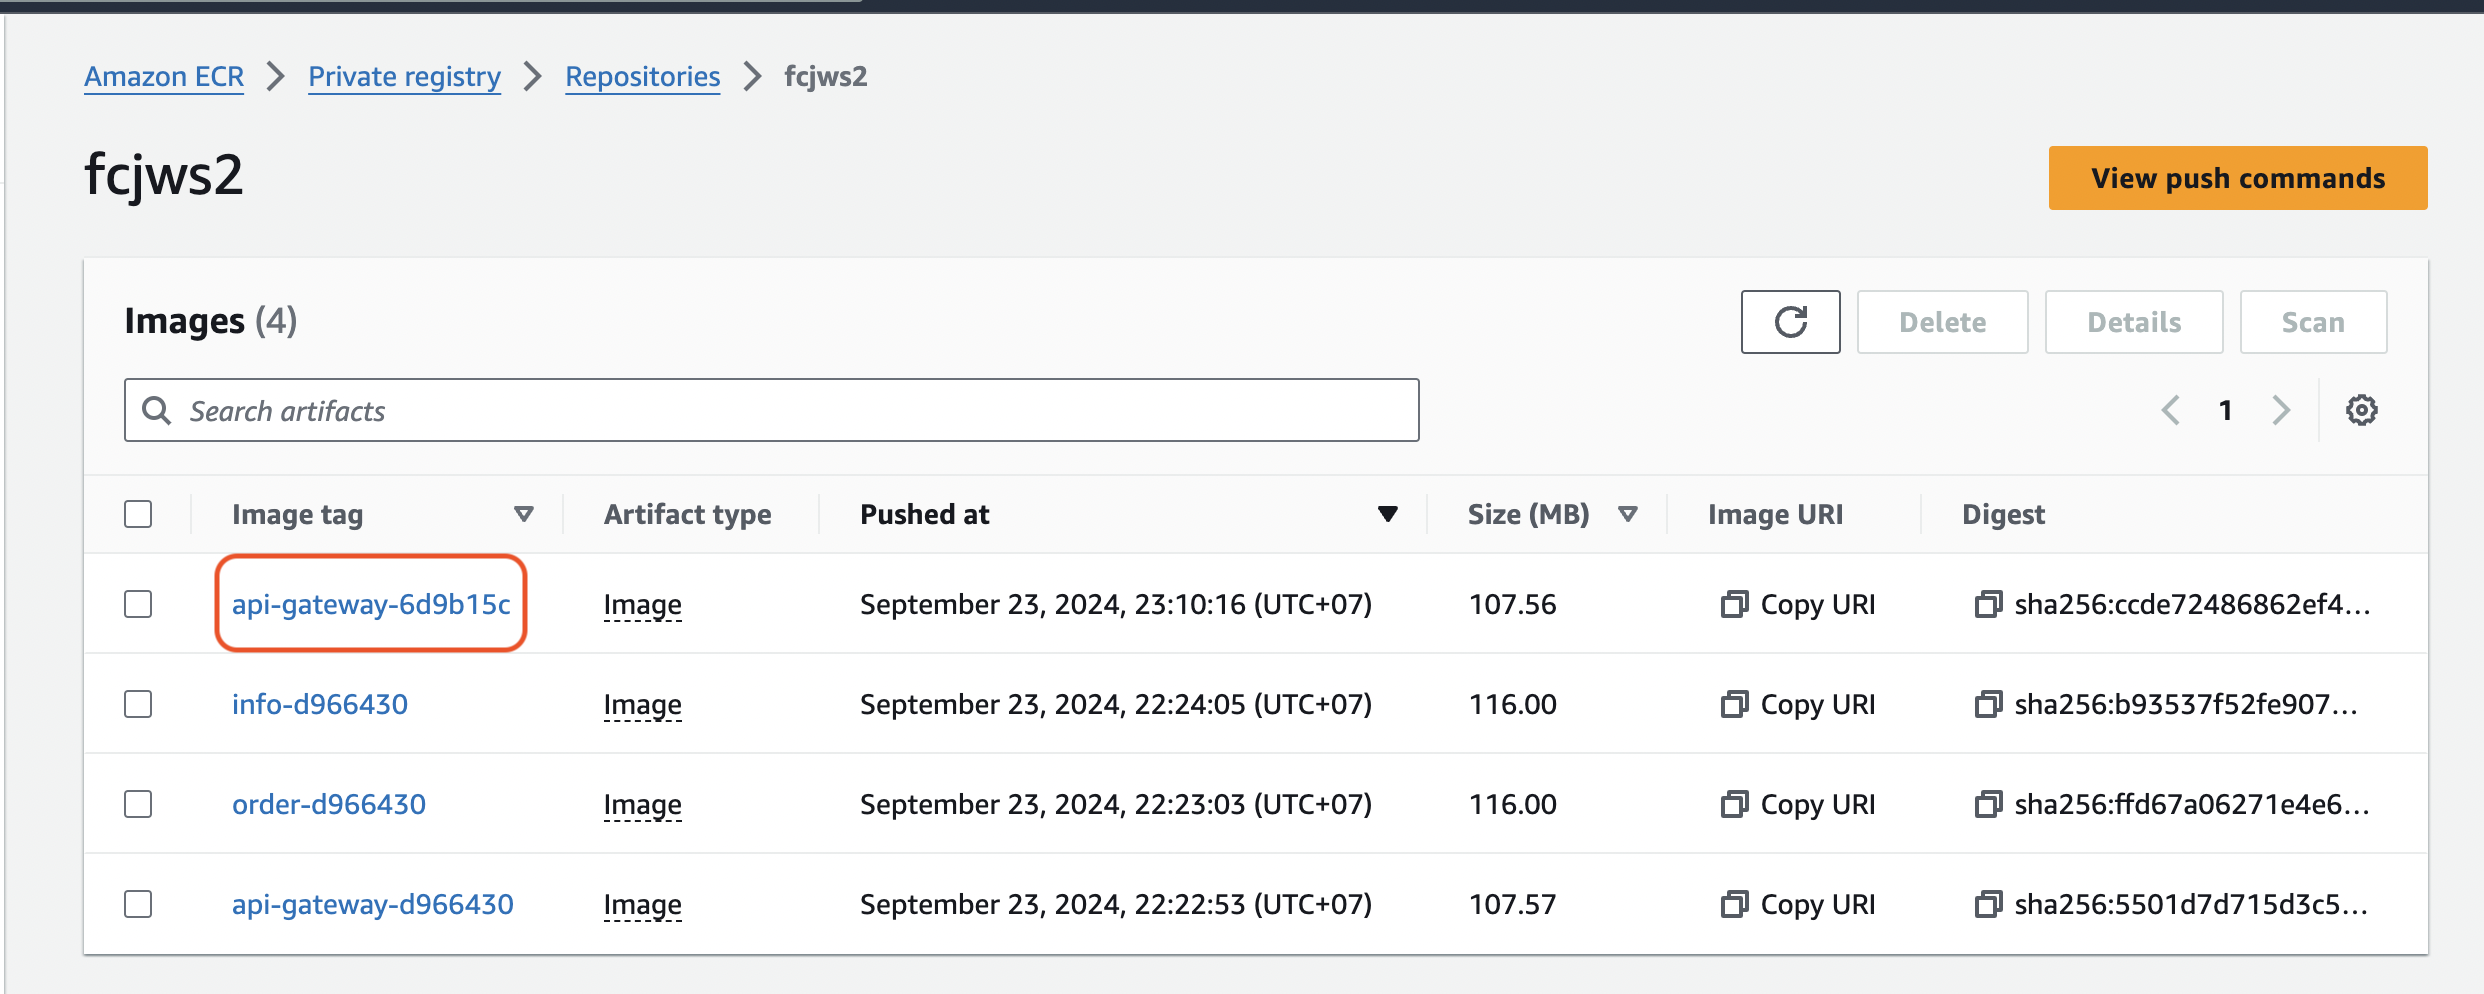 Amazon ECR > Private registry > Repositories > fcjws2
fcjws2
View push commands
Images (4)
Delete Details Scan
Search artifacts
1
Image tag Artifact type Pushed at Size (MB) Image URI Digest
api-gateway-6d9b15c Image September 23, 2024, 23:10:16 (UTC+07) 107.56 Copy URI sha256:ccde72486862ef4...
info-d966430 Image September 23, 2024, 22:24:05 (UTC+07) 116.00 Copy URI sha256:b93537f52fe907...
order-d966430 Image September 23, 2024, 22:23:03 (UTC+07) 116.00 Copy URI sha256:ffd67a06271e4e6...
api-gateway-d966430 Image September 23, 2024, 22:22:53 (UTC+07) 107.57 Copy URI sha256:5501d7d715d3c5...